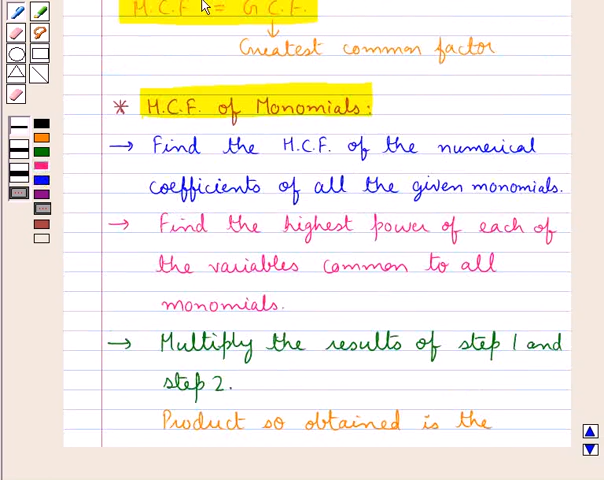 H.C.F = G.C.F.
Greatest common factor
* H.C.F. of Monomials:
→ Find the H.C.F. of the numerical
coefficients of all the given monomials.
→ Find the highest power of each of
the variables common to all
monomials.
→ Multiply the results of step 1 and
step 2.
Product so obtained is the